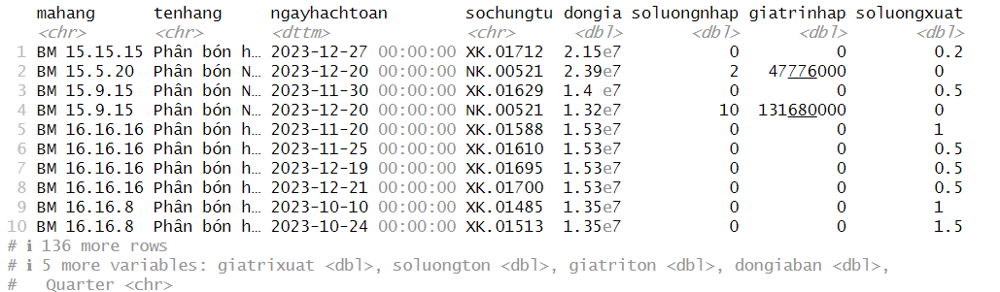 mahang tenhang ngayhachtoan sochungtu dongia soluongnhap giatrinhap soluongxuat
<chr> <chr> <dttm> <chr> <dbl> <dbl> <dbl> <dbl>
1 BM 15.15.15 Phân bón h… 2023-12-27 00:00:00 XK.01712 2.15e7 0 0 0.2
2 BM 15.5.20 Phân bón N… 2023-12-20 00:00:00 NK.00521 2.39e7 2 47776000 0
3 BM 15.9.15 Phân bón N… 2023-11-30 00:00:00 XK.01629 1.4 e7 0 0 0.5
4 BM 15.9.15 Phân bón N… 2023-12-20 00:00:00 NK.00521 1.32e7 10 131680000 0
5 BM 16.16.16 Phân bón h… 2023-11-20 00:00:00 XK.01588 1.53e7 0 0 1
6 BM 16.16.16 Phân bón h… 2023-11-25 00:00:00 XK.01610 1.53e7 0 0 0.5
7 BM 16.16.16 Phân bón h… 2023-12-19 00:00:00 XK.01695 1.53e7 0 0 0.5
8 BM 16.16.16 Phân bón h… 2023-12-21 00:00:00 XK.01700 1.53e7 0 0 0.5
9 BM 16.16.8 Phân bón h… 2023-10-10 00:00:00 XK.01485 1.35e7 0 0 1
10 BM 16.16.8 Phân bón h… 2023-10-24 00:00:00 XK.01513 1.35e7 0 0 1.5
# ℹ 136 more rows
# ℹ 5 more variables: giatrixuat <dbl>, soluongton <dbl>, giatriton <dbl>, dongiaban <dbl>,
# Quarter <chr>